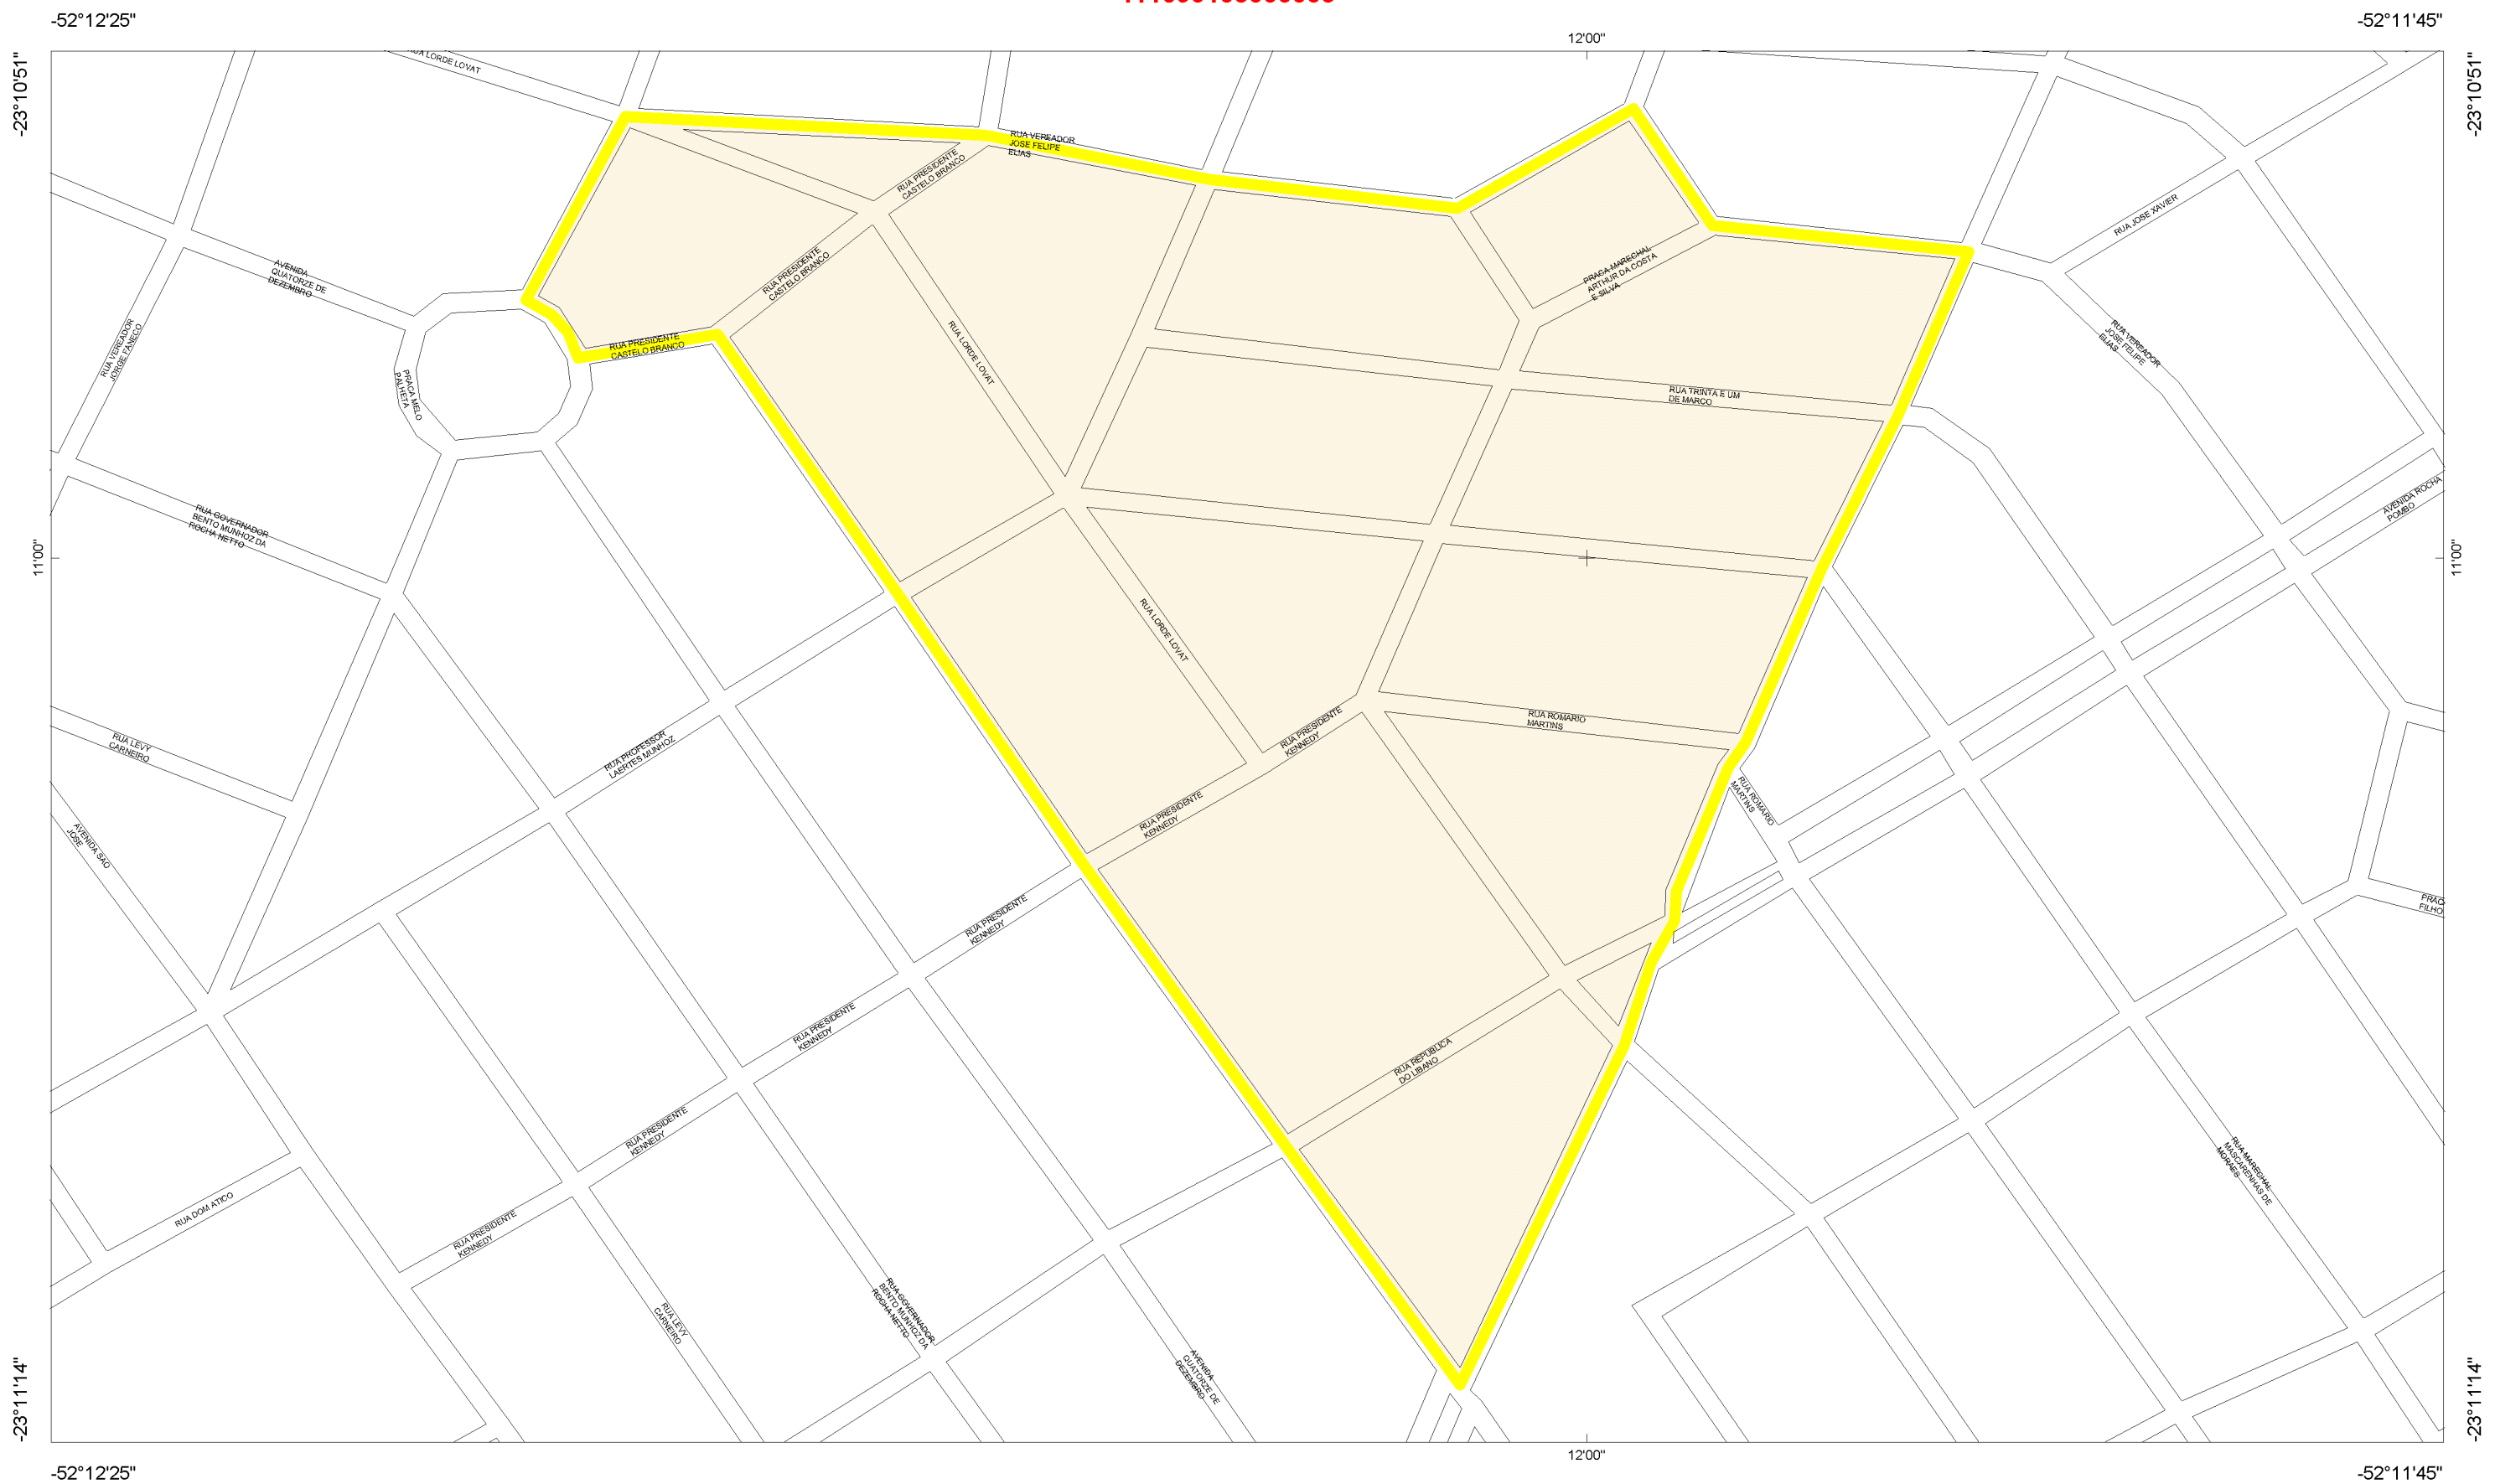 -52°12'25"
-52°11'45"
12'00"
-23°10'51"
-23°10'51"
RUA LORDE LOVAT
RUA VEREADOR
JOSE FELIPE
ELIAS
RUA PRESIDENTE
CASTELO BRANCO
RUA JOSE XAVIER
AVENIDA
QUATORZE DE
DEZEMBRO
RUA PRESIDENTE
CASTELO BRANCO
PRACA MARECHAL
ARTHUR DA COSTA
E SILVA
RUA VEREADOR
JORGE FANECO
RUA PRESIDENTE
CASTELO BRANCO
RUA LORDE LOVAT
RUA VEREADOR
JOSE FELIPE
ELIAS
PRACA MELO
PALHETA
RUA TRINTA E UM
DE MARCO
RUA GOVERNADOR
BENTO MUNHOZ DA
ROCHA NETTO
AVENIDA ROCHA
POMBO
11'00"
11'00"
RUA LORDE LOVAT
RUA LEVY
CARNEIRO
RUA PROFESSOR
LAERTES MUNHOZ
RUA PRESIDENTE
KENNEDY
RUA ROMARIO
MARTINS
RUA ROMARIO
MARTINS
RUA PRESIDENTE
KENNEDY
AVENIDA SAO
JOSE
RUA PRESIDENTE
KENNEDY
PRAC
FILHO
RUA PRESIDENTE
KENNEDY
RUA REPUBLICA
DO LIBANO
RUA PRESIDENTE
KENNEDY
RUA MARECHAL
MASCARENHAS DE
MORAES
RUA DOM ATICO
RUA PRESIDENTE
KENNEDY
RUA LEVY
CARNEIRO
RUA GOVERNADOR
BENTO MUNHOZ DA
ROCHA NETTO
AVENIDA
QUATORZE DE
DEZEMBRO
-23°11'14"
-23°11'14"
12'00"
-52°12'25"
-52°11'45"